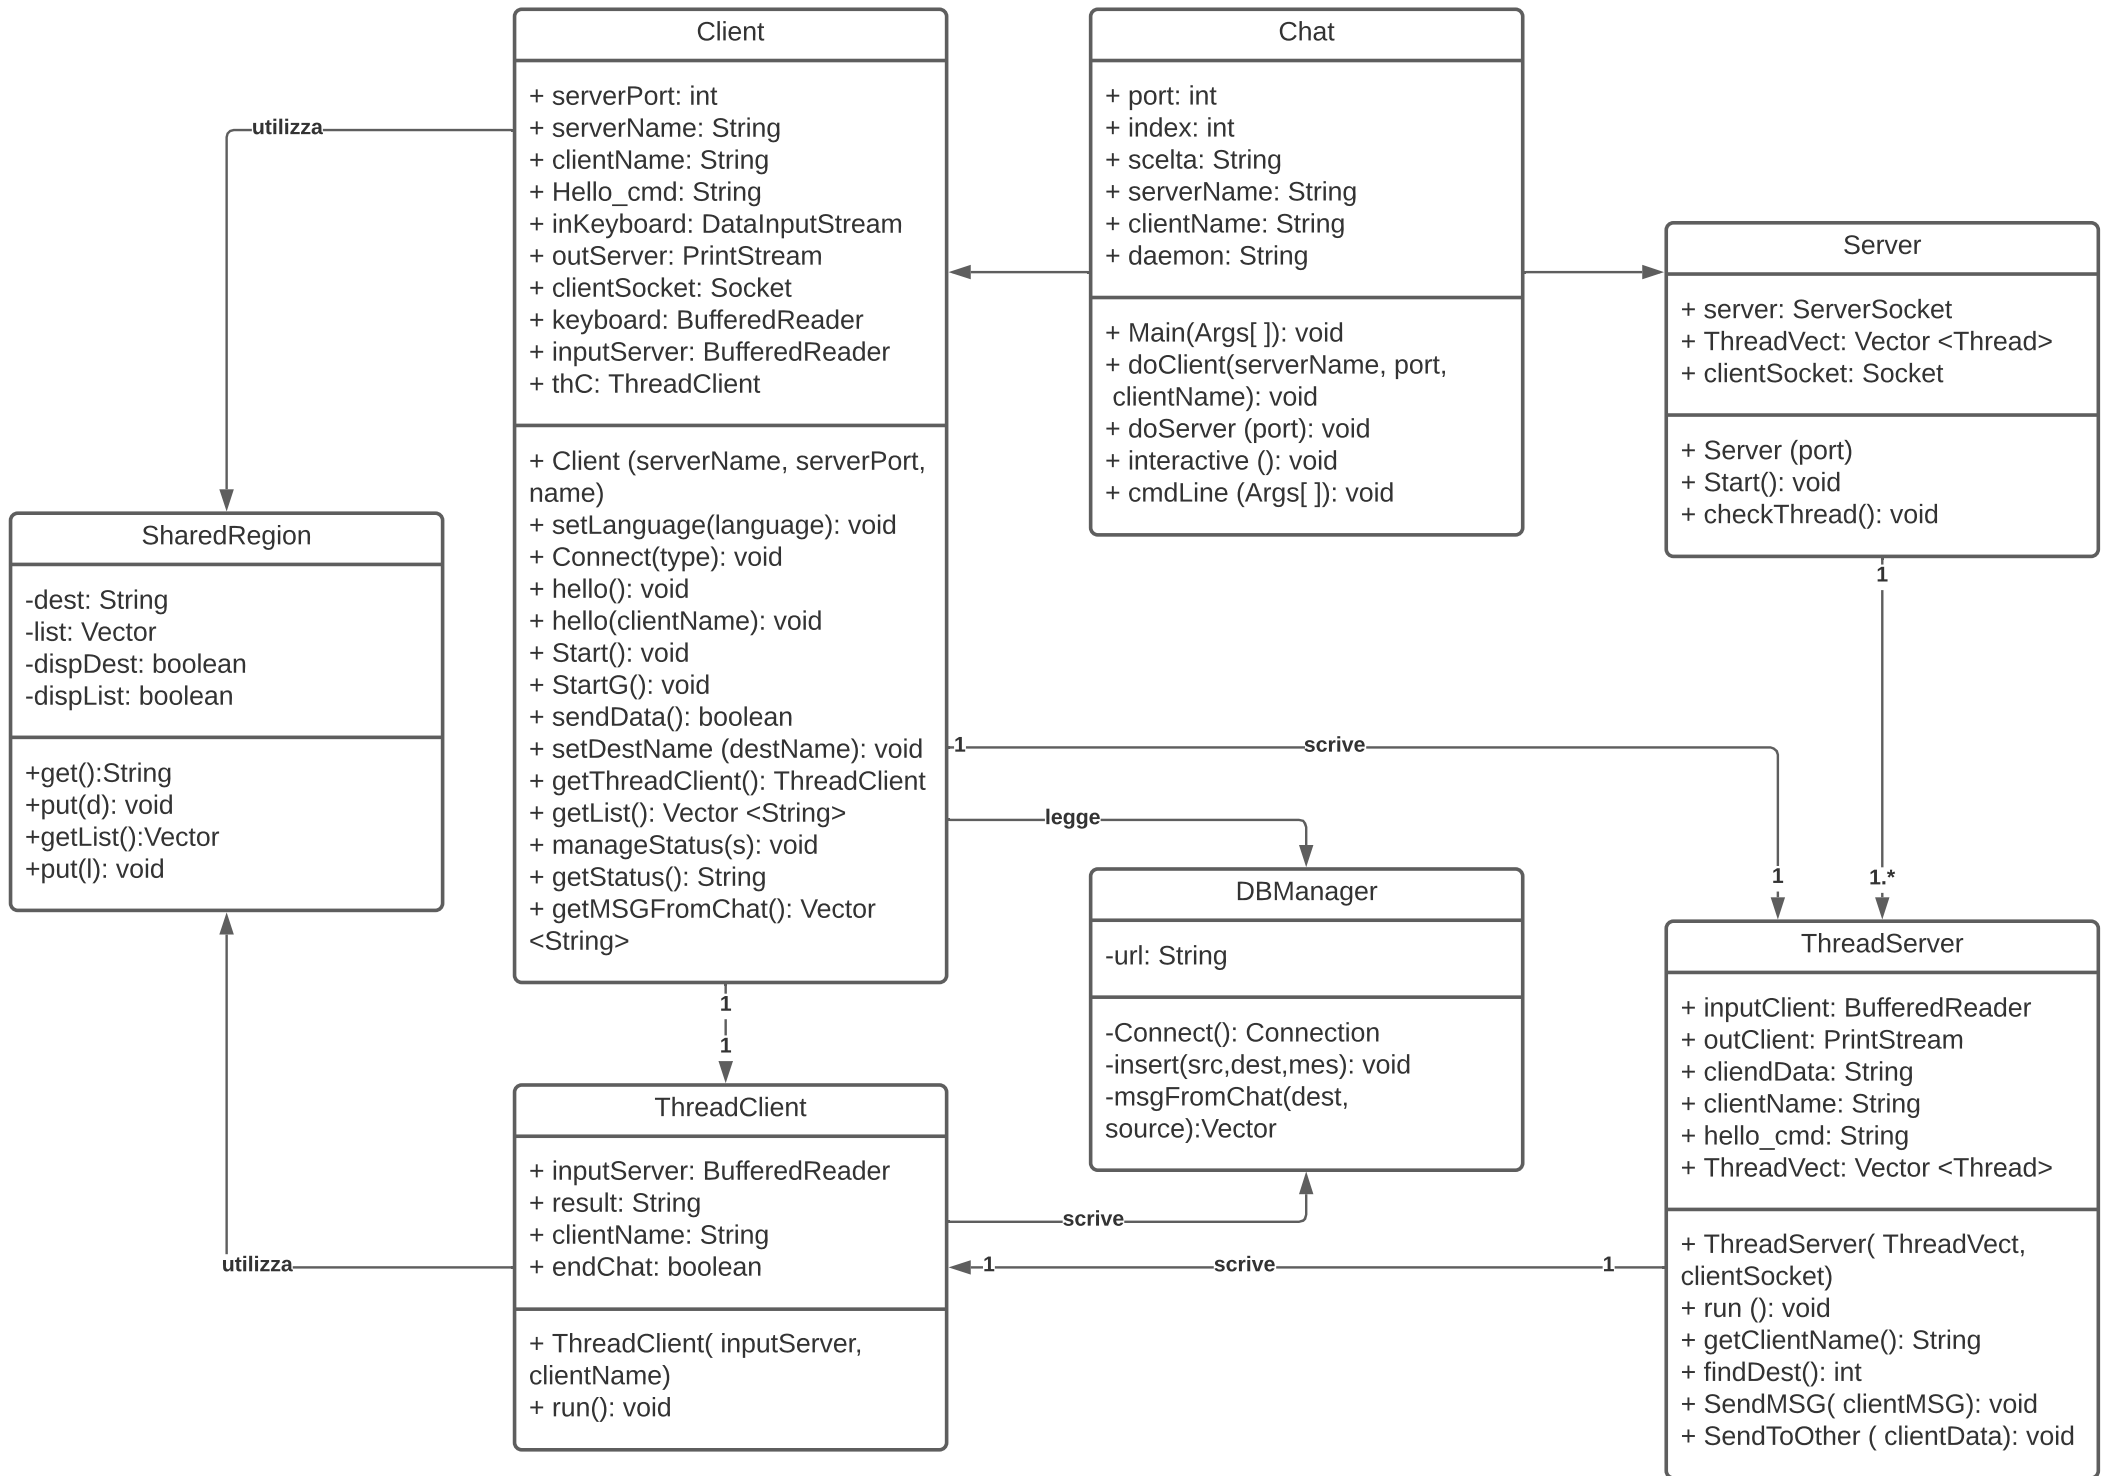 Client
+ serverPort: int
+ serverName: String
+ clientName: String
+ Hello_cmd: String
+ inKeyboard: DataInputStream
+ outServer: PrintStream
+ clientSocket: Socket
+ keyboard: BufferedReader
+ inputServer: BufferedReader
+ thC: ThreadClient
+ Client (serverName, serverPort,
name)
+ setLanguage(language): void
+ Connect(type): void
+ hello(): void
+ hello(clientName): void
+ Start(): void
+ StartG(): void
+ sendData(): boolean
+ setDestName (destName): void
+ getThreadClient(): ThreadClient
+ getList(): Vector <String>
+ manageStatus(s): void
+ getStatus(): String
+ getMSGFromChat(): Vector
<String>
Chat
+ port: int
+ index: int
+ scelta: String
+ serverName: String
+ clientName: String
+ daemon: String
+ Main(Args[ ]): void
+ doClient(serverName, port,
clientName): void
+ doServer (port): void
+ interactive (): void
+ cmdLine (Args[ ]): void
Server
+ server: ServerSocket
+ ThreadVect: Vector <Thread>
+ clientSocket: Socket
+ Server (port)
+ Start(): void
+ checkThread(): void
utilizza
SharedRegion
-dest: String
-list: Vector
-dispDest: boolean
-dispList: boolean
+get():String
+put(d): void
+getList():Vector
+put(l): void
1
1.*
1
scrive
1
legge
DBManager
-url: String
-Connect(): Connection
-insert(src,dest,mes): void
-msgFromChat(dest,
source):Vector
1
1
ThreadClient
+ inputServer: BufferedReader
+ result: String
+ clientName: String
+ endChat: boolean
+ ThreadClient( inputServer,
clientName)
+ run(): void
scrive
utilizza
1
scrive
1
ThreadServer
+ inputClient: BufferedReader
+ outClient: PrintStream
+ cliendData: String
+ clientName: String
+ hello_cmd: String
+ ThreadVect: Vector <Thread>
+ ThreadServer( ThreadVect,
clientSocket)
+ run (): void
+ getClientName(): String
+ findDest(): int
+ SendMSG( clientMSG): void
+ SendToOther ( clientData): void